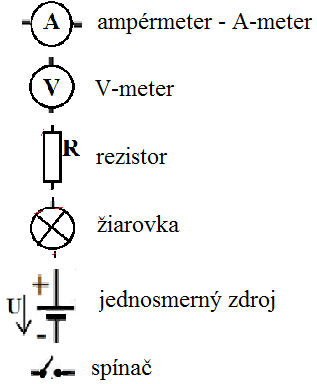 A ampérmeter - A-meter
V V-meter
R rezistor
žiarovka
+
U jednosmerný zdroj
-
spínač